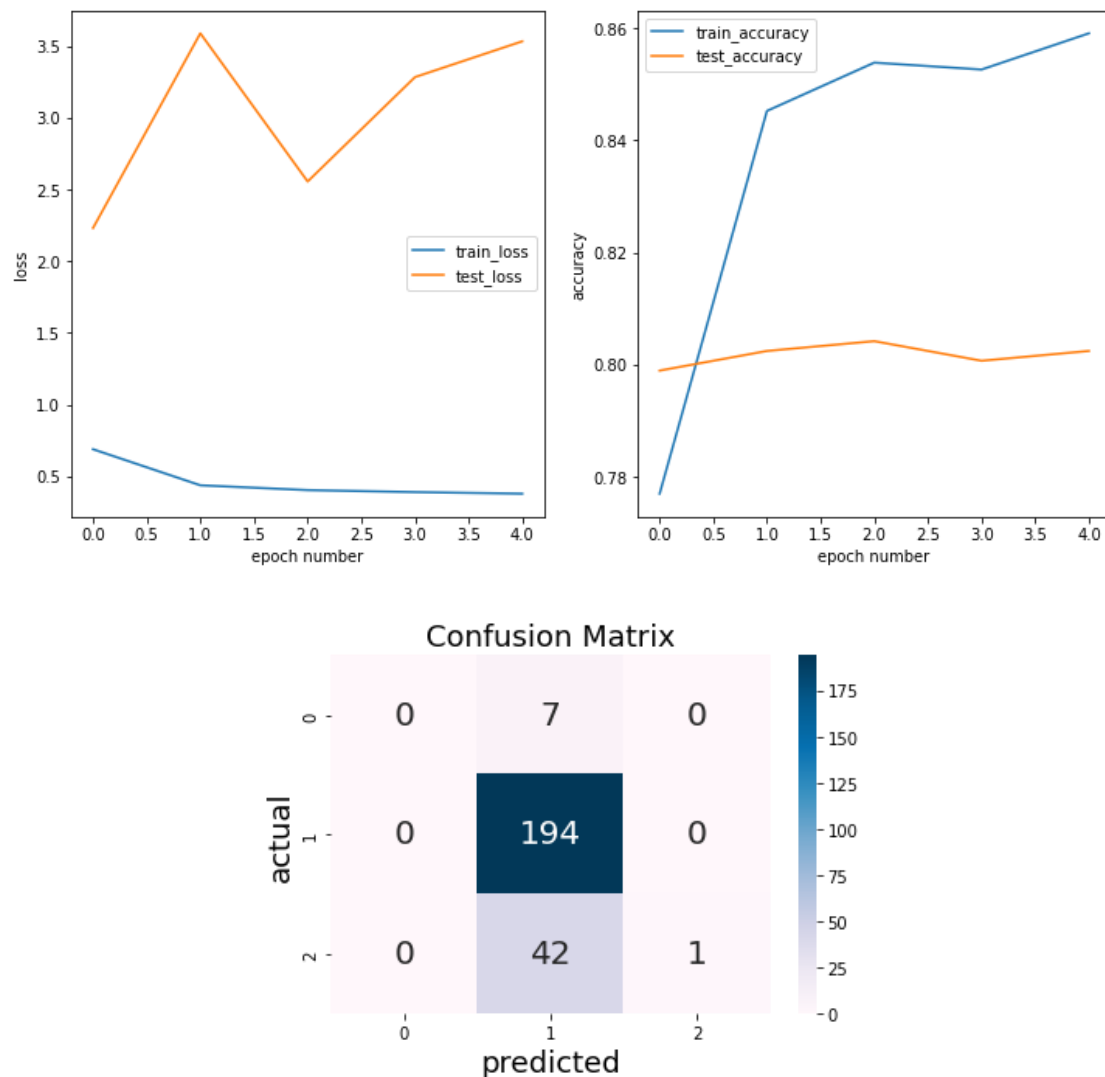 3.5
3.0
2.5
2.0
1.5
1.0
0.5
loss
train_loss
test_loss
0.0 0.5 1.0 1.5 2.0 2.5 3.0 3.5 4.0
epoch number
0.86
0.84
0.82
0.80
0.78
accuracy
train_accuracy
test_accuracy
0.0 0.5 1.0 1.5 2.0 2.5 3.0 3.5 4.0
epoch number
Confusion Matrix
actual
0 0 7 0
1 0 194 0
2 0 42 1
0 1 2
predicted
175
150
125
100
75
50
25
0